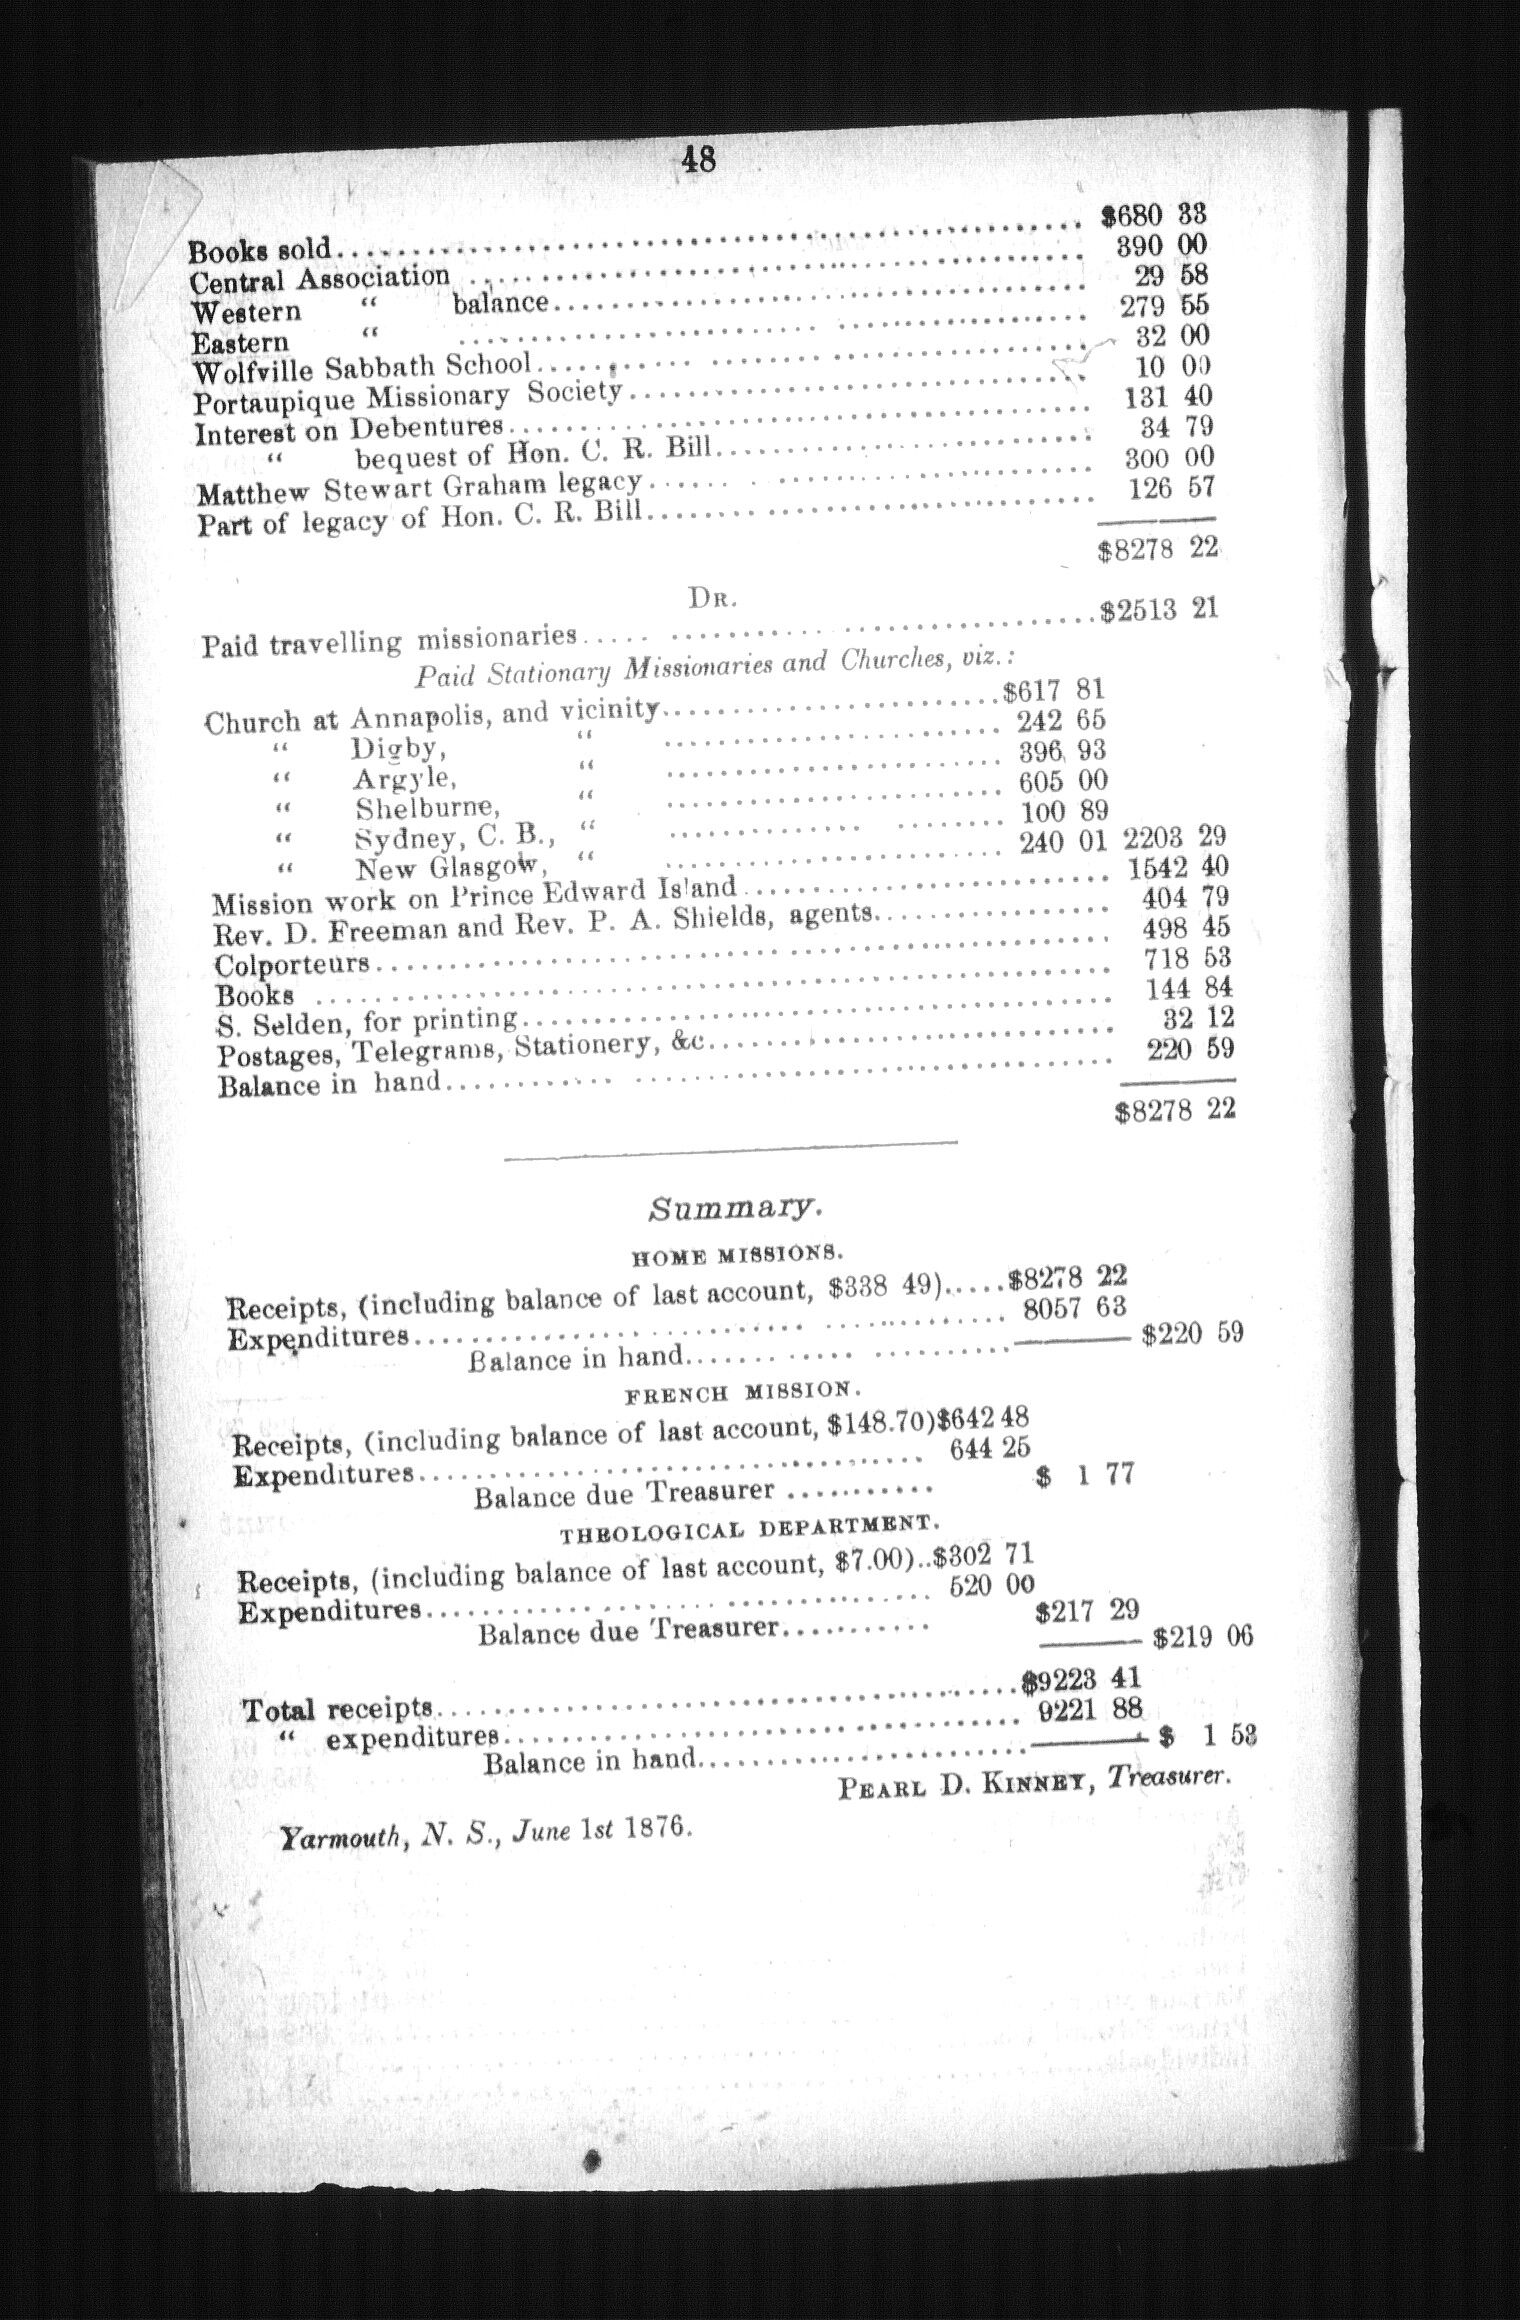 48
Books sold........................................ $680 33
Central Association ........................................ 390 00
Western “ balance........................................ 29 58
Eastern “ ........................................ 279 55
Wolfville Sabbath School........................................ 32 00
Portaupique Missionary Society........................................ 10 00
Interest on Debentures........................................ 131 40
“ bequest of Hon. C. R. Bill........................................ 34 79
Matthew Stewart Graham legacy........................................ 300 00
Part of legacy of Hon. C. R. Bill........................................ 126 57
$8278 22
DR.
Paid travelling missionaries........................................$2513 21
Paid Stationary Missionaries and Churches, viz.:
Church at Annapolis, and vicinity........................$617 81
“ Digby, “ ........................ 242 65
“ Argyle, “ ........................ 396 93
“ Shelburne, “ ........................ 605 00
“ Sydney, C. B., “ ........................ 100 89
“ New Glasgow, “ ........................ 240 01 2203 29
Mission work on Prince Edward Island........................ 1542 40
Rev. D. Freeman and Rev. P. A. Shields, agents................ 404 79
Colporteurs........................................ 498 45
Books ........................................ 718 53
S. Selden, for printing........................................ 144 84
Postages, Telegrams, Stationery, &c........................ 32 12
Balance in hand........................................ 220 59
$8278 22
Summary.
HOME MISSIONS.
Receipts, (including balance of last account, $338 49).....$8278 22
Expenditures........................................ 8057 63
Balance in hand........................ $220 59
FRENCH MISSION.
Receipts, (including balance of last account, $148.70)$642 48
Expenditures........................................ 644 25
Balance due Treasurer ........... $ 1 77
THEOLOGICAL DEPARTMENT.
Receipts, (including balance of last account, $7.00)..$302 71
Expenditures........................................ 520 00
Balance due Treasurer........... $217 29
$219 06
Total receipts........................................$9223 41
“ expenditures........................................ 9221 88
Balance in hand........................ $ 1 53
PEARL D. KINNEY, Treasurer.
Yarmouth, N. S., June 1st 1876.